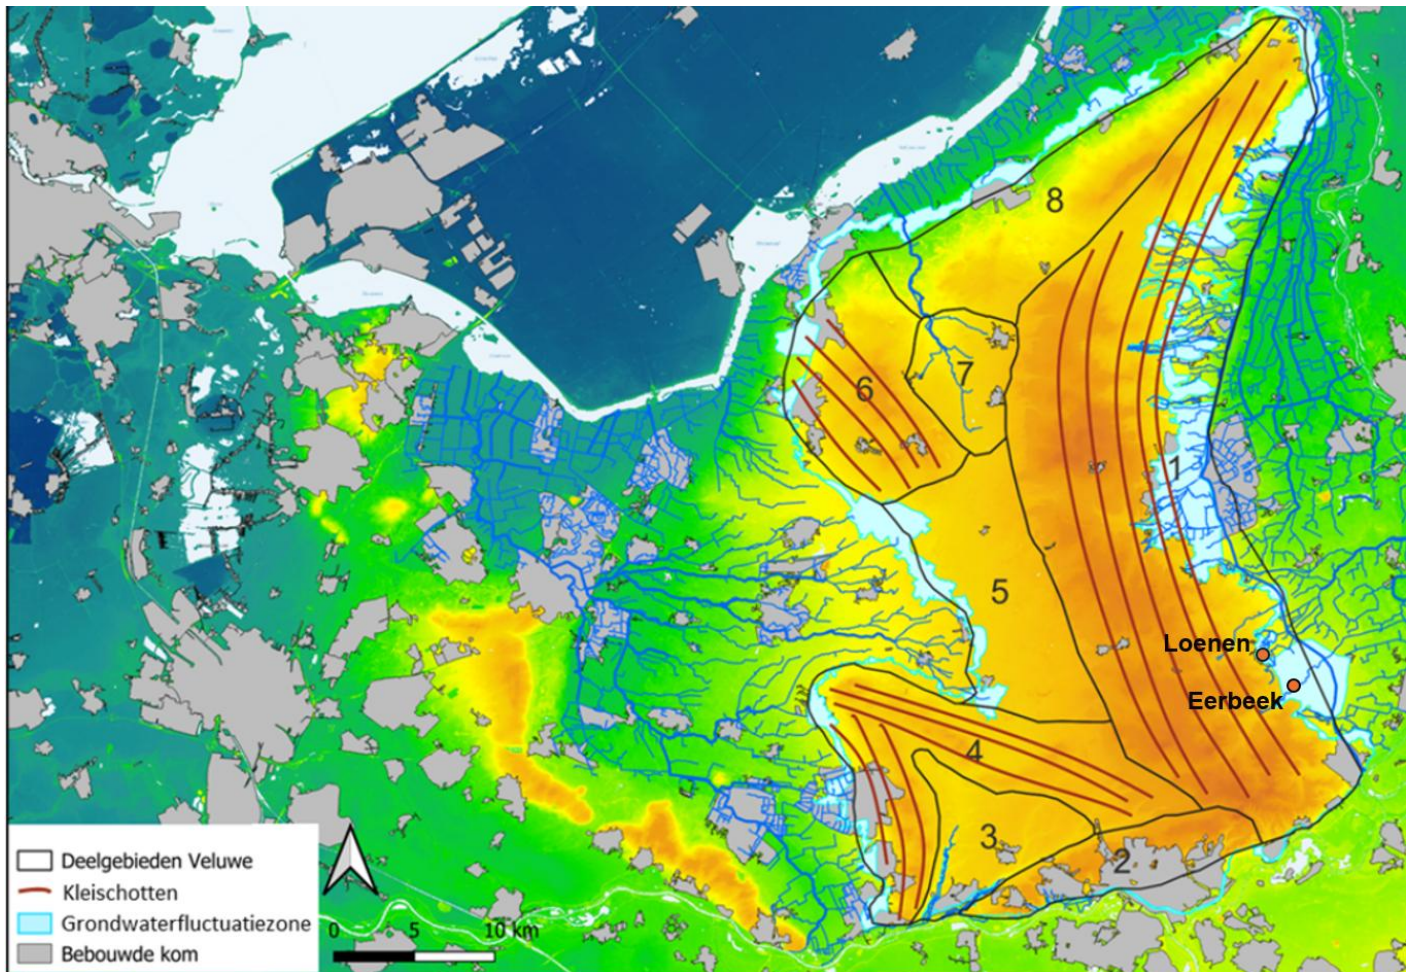 8
7
6
1
5
Loenen
Eerbeek
4
3
2
Deelgebieden Veluwe
Kleischotten
Grondwaterfluctuatiezone
Bebouwde kom
0 5 10 km